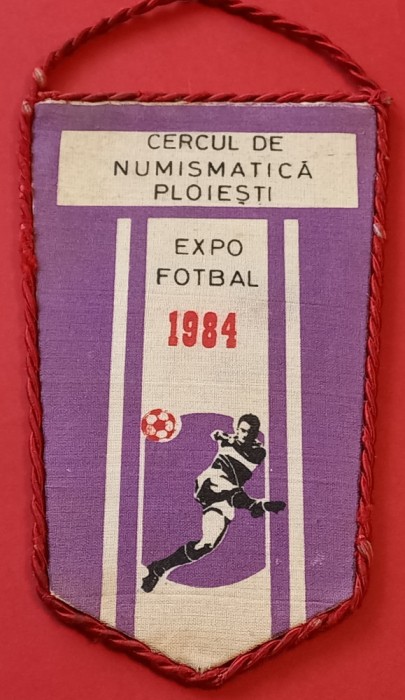 CERCUL DE
NUMISMATICĂ
PLOIEȘTI
EXPO
FOTBAL
1984